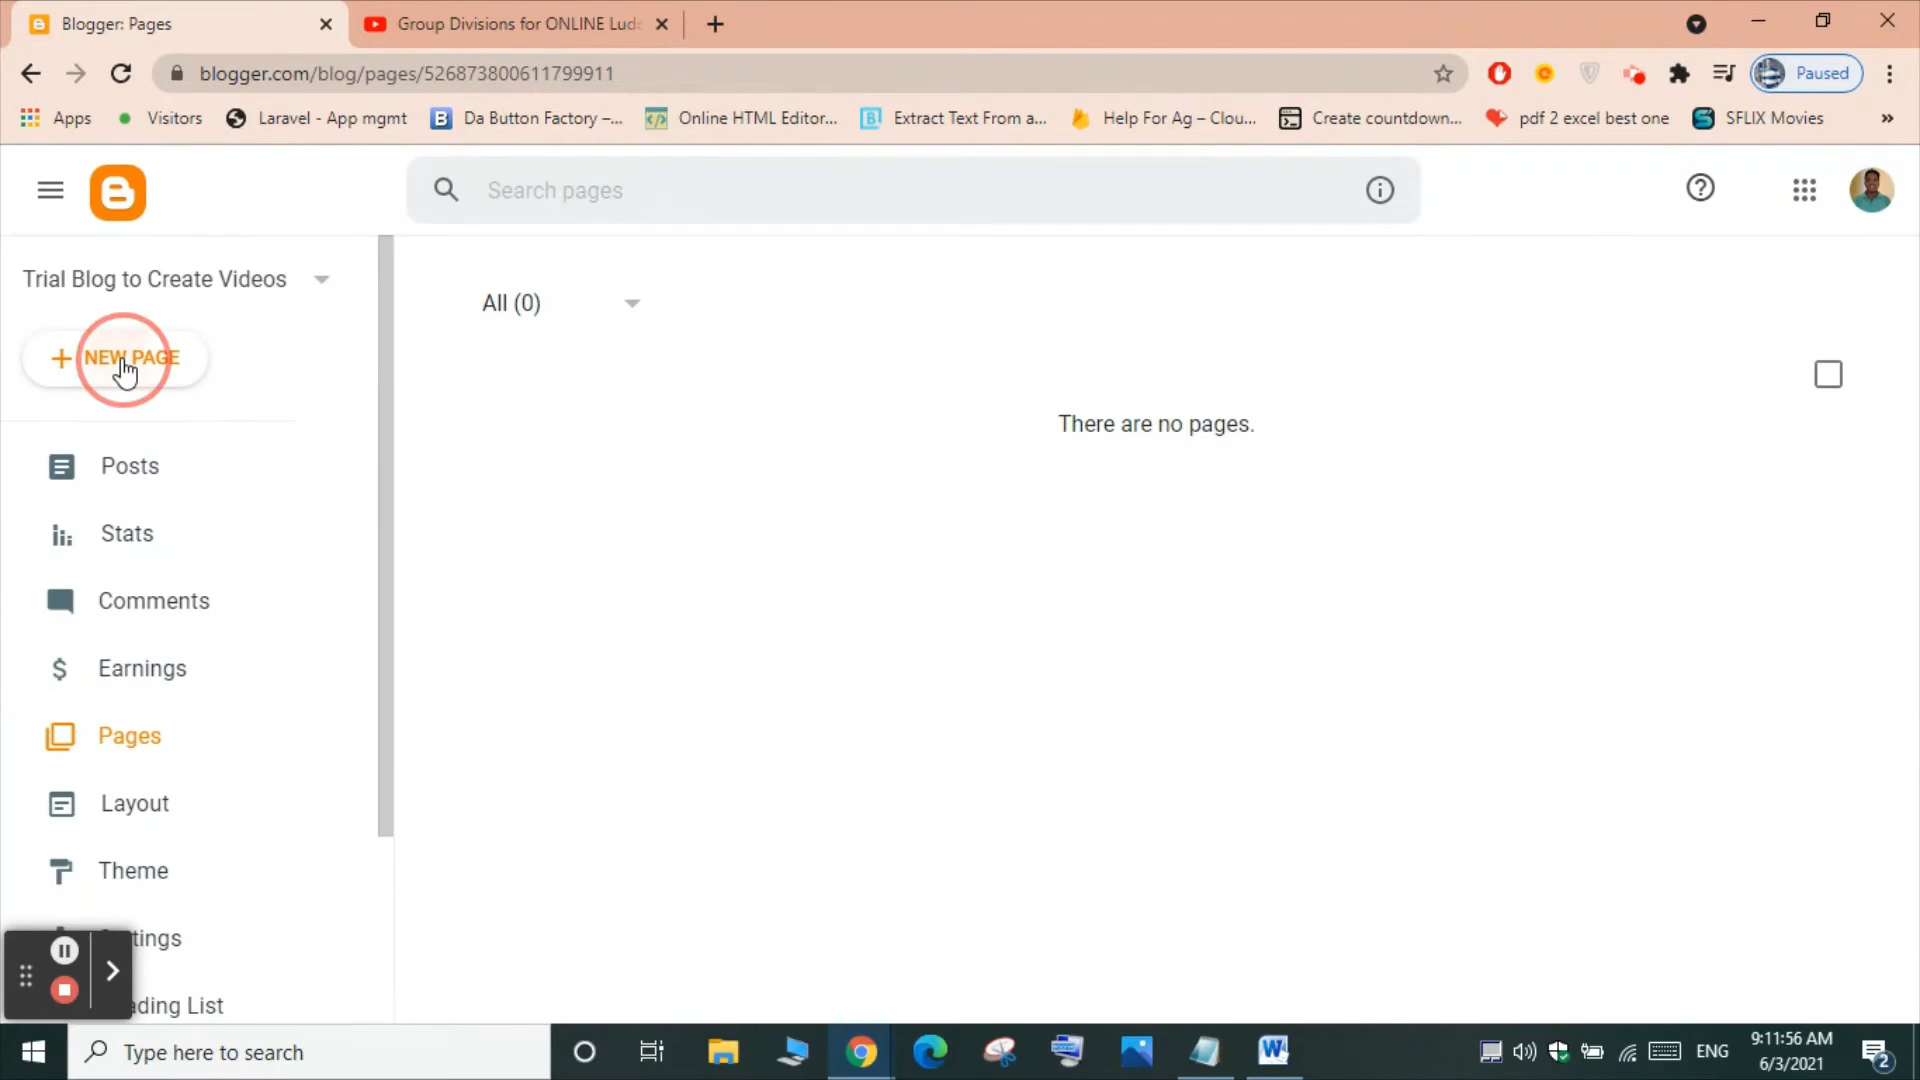 Blogger: Pages
Group Divisions for ONLINE Lud
blogger.com/blog/pages/526873800611799911
Paused
Apps
Visitors
Laravel - App mgmt
Da Button Factory –...
Online HTML Editor...
Extract Text From a...
Help For Ag – Clou...
Create countdown...
pdf 2 excel best one
SFLIX Movies
»
Search pages
Trial Blog to Create Videos
All (0)
NEW PAGE
There are no pages.
Posts
Stats
Comments
Earnings
Pages
Layout
Theme
tings
ading List
Type here to search
ENG
9:11:56 AM
6/3/2021
2